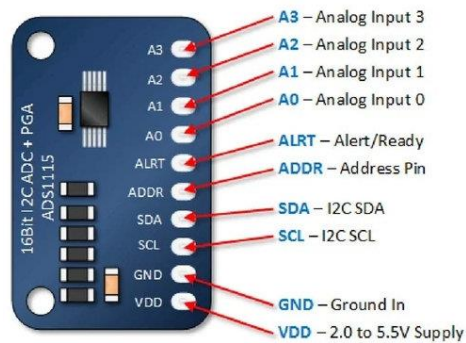 A3
A2
A1
A0
ALRT
ADDR
SDA
SCL
GND
VDD
16Bit I2C ADC + PGA
ADS1115
A3 – Analog Input 3
A2 – Analog Input 2
A1 – Analog Input 1
A0 – Analog Input 0
ALRT – Alert/Ready
ADDR – Address Pin
SDA – I2C SDA
SCL – I2C SCL
GND – Ground In
VDD – 2.0 to 5.5V Supply